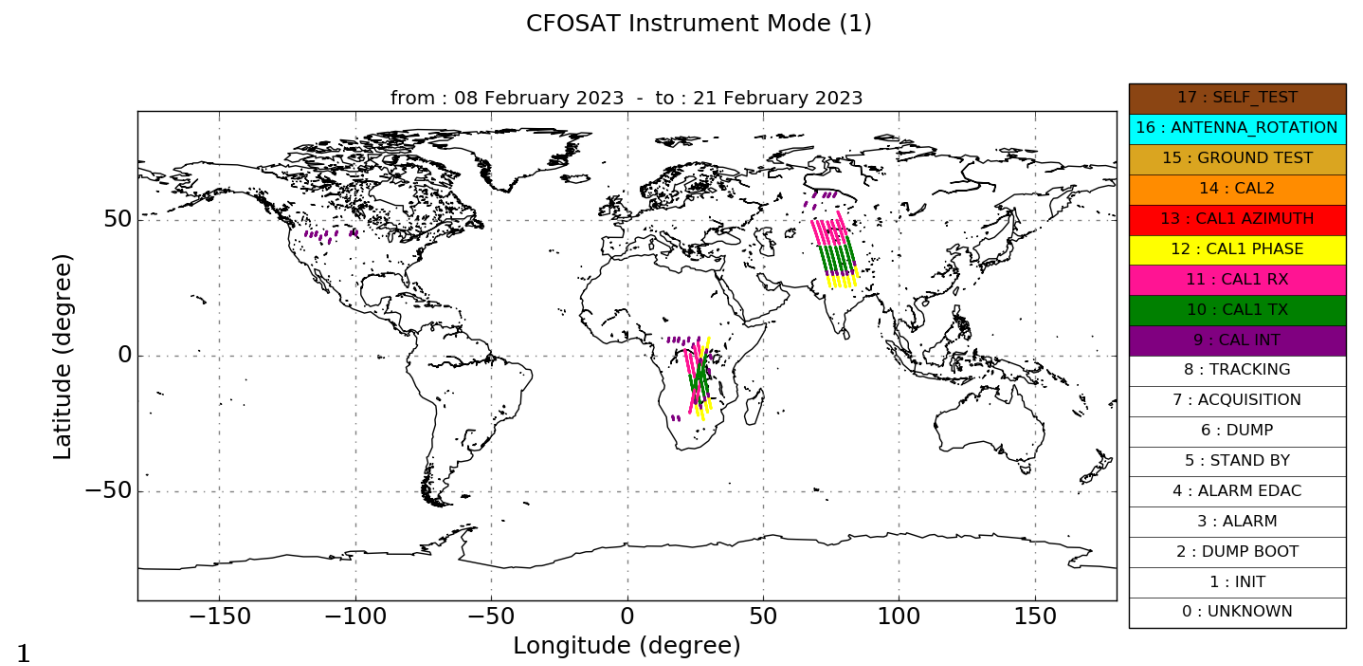 CFOSAT Instrument Mode (1)
from : 08 February 2023  -  to : 21 February 2023
17 : SELF_TEST
16 : ANTENNA_ROTATION
15 : GROUND TEST
14 : CAL2
13 : CAL1 AZIMUTH
12 : CAL1 PHASE
11 : CAL1 RX
10 : CAL1 TX
9 : CAL INT
8 : TRACKING
7 : ACQUISITION
6 : DUMP
5 : STAND BY
4 : ALARM EDAC
3 : ALARM
2 : DUMP BOOT
1 : INIT
0 : UNKNOWN
Latitude (degree)
50
0
−50
−150 −100 −50 0 50 100 150
Longitude (degree)
1